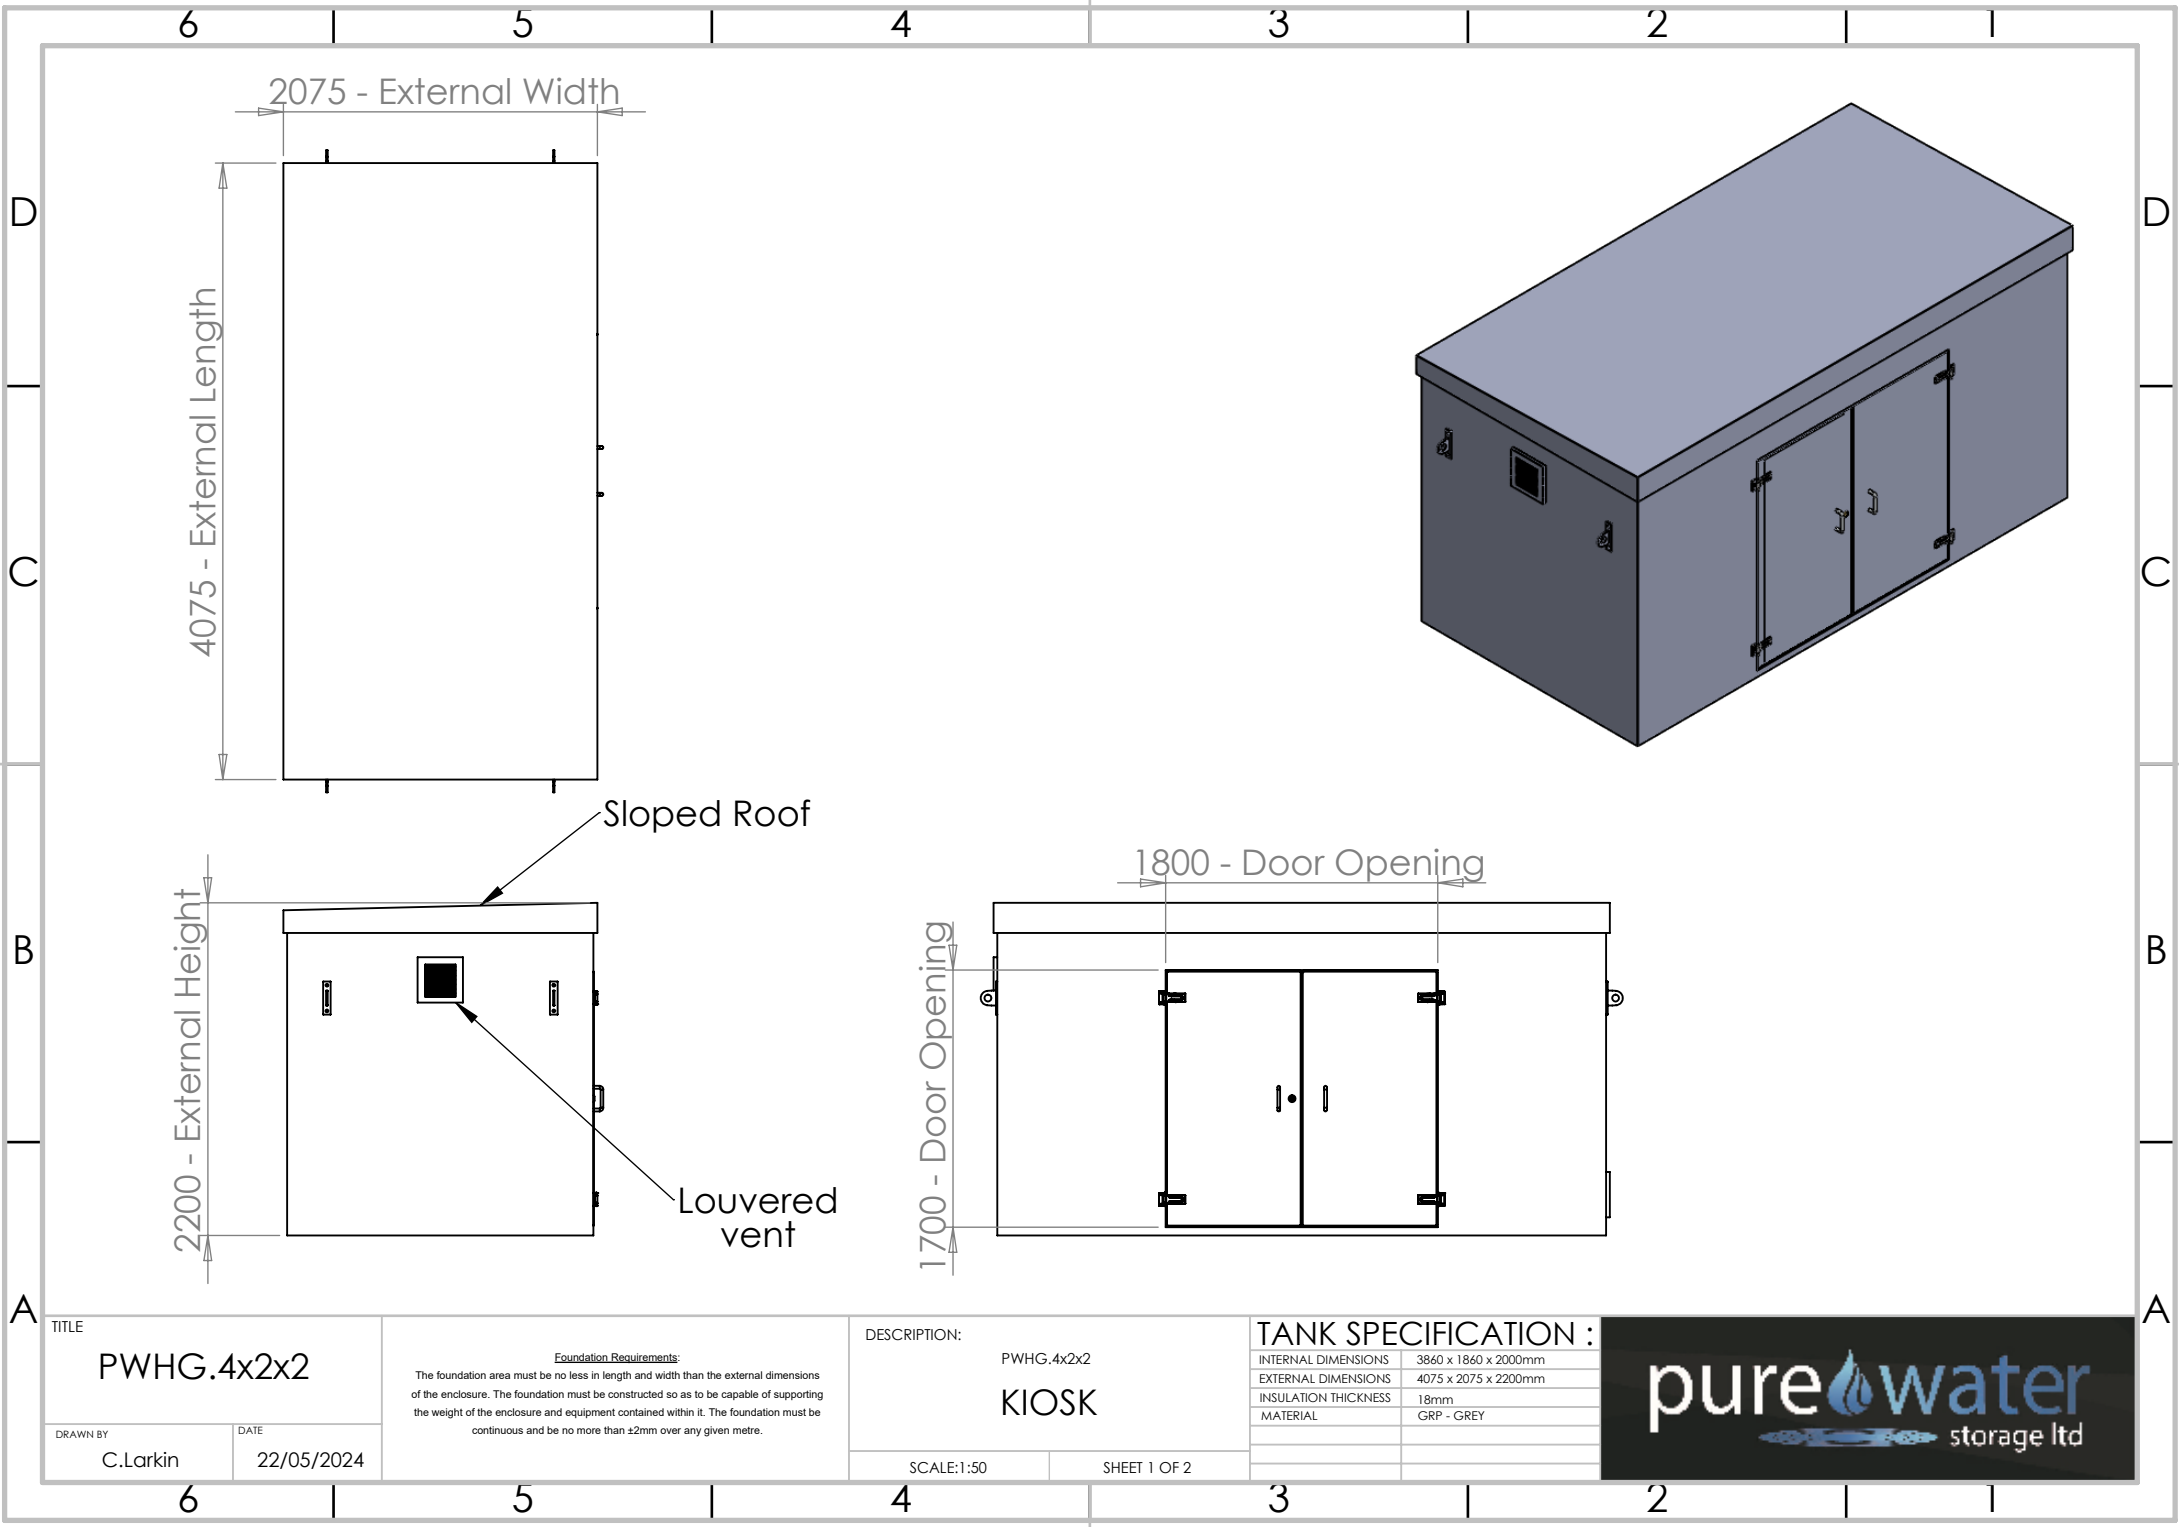 6 5 4 3 2 1
D D
C C
B B
A A
2075 - External Width
4075 - External Length
Sloped Roof
2200 - External Height
Louvered
vent
1800 - Door Opening
1700 - Door Opening
TITLE
PWHG.4x2x2
DRAWN BY
C.Larkin
DATE
22/05/2024
Foundation Requirements:
The foundation area must be no less in length and width than the external dimensions
of the enclosure. The foundation must be constructed so as to be capable of supporting
the weight of the enclosure and equipment contained within it. The foundation must be
continuous and be no more than ±2mm over any given metre.
DESCRIPTION:
PWHG.4x2x2
KIOSK
SCALE:1:50
SHEET 1 OF 2
TANK SPECIFICATION :
INTERNAL DIMENSIONS 3860 x 1860 x 2000mm
EXTERNAL DIMENSIONS 4075 x 2075 x 2200mm
INSULATION THICKNESS 18mm
MATERIAL GRP - GREY
pure water
storage ltd
6 5 4 3 2 1